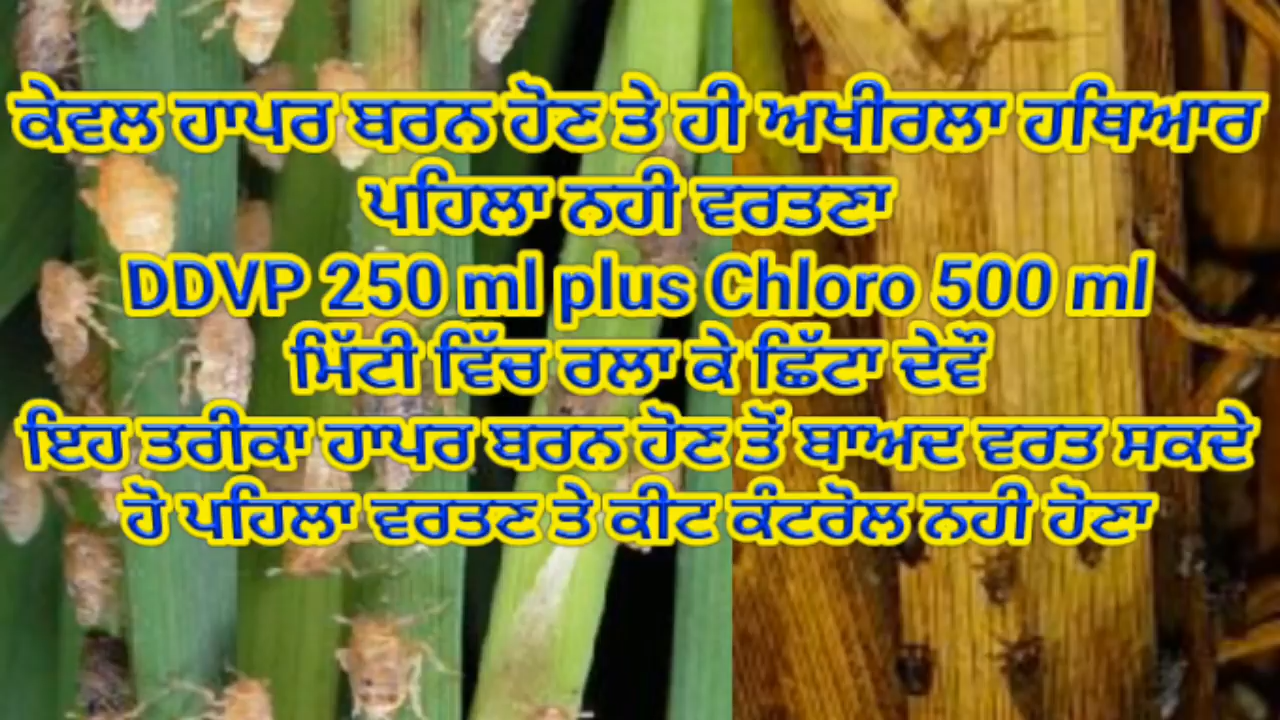 ਕੇਵਲ ਹਾਪਰ ਬਰਨ ਹੋਣ ਤੇ ਹੀ ਅਖੀਰਲਾ ਹਥਿਆਰ
ਪਹਿਲਾ ਨਹੀ ਵਰਤਣਾ
DDVP 250 ml plus Chloro 500 ml
ਮਿੱਟੀ ਵਿੱਚ ਰਲਾ ਕੇ ਛਿੱਟਾ ਦੇਵੌਂ
ਇਹ ਤਰੀਕਾ ਹਾਪਰ ਬਰਨ ਹੋਣ ਤੋਂ ਬਾਅਦ ਵਰਤ ਸਕਦੇ
ਹੋ ਪਹਿਲਾ ਵਰਤਣ ਤੇ ਕੀਟ ਕੰਟਰੋਲ ਨਹੀ ਹੋਣਾ